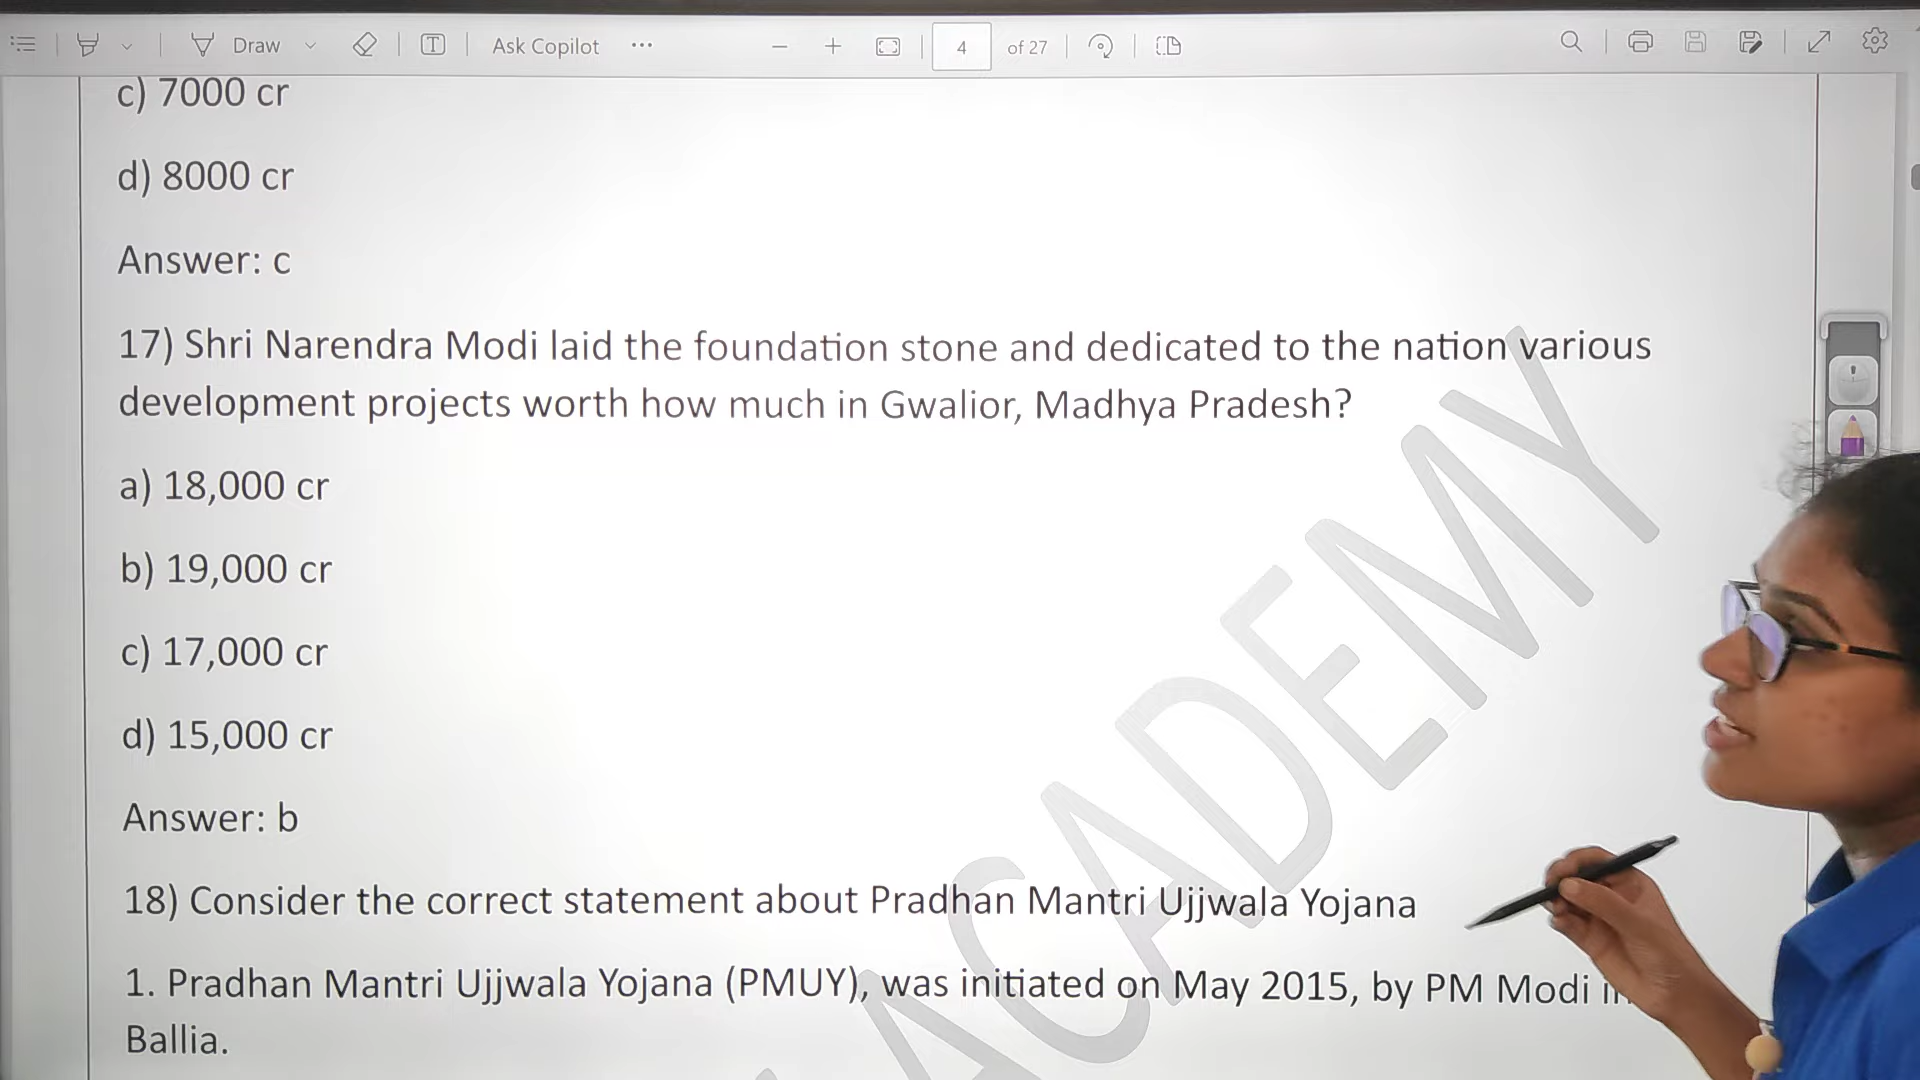 Draw
Ask Copilot
4 of 27
c) 7000 cr
d) 8000 cr
Answer: c
17) Shri Narendra Modi laid the foundation stone and dedicated to the nation various
development projects worth how much in Gwalior, Madhya Pradesh?
a) 18,000 cr
b) 19,000 cr
c) 17,000 cr
d) 15,000 cr
Answer: b
18) Consider the correct statement about Pradhan Mantri Ujjwala Yojana
1. Pradhan Mantri Ujjwala Yojana (PMUY), was initiated on May 2015, by PM Modi in
Ballia.
ACADEMY